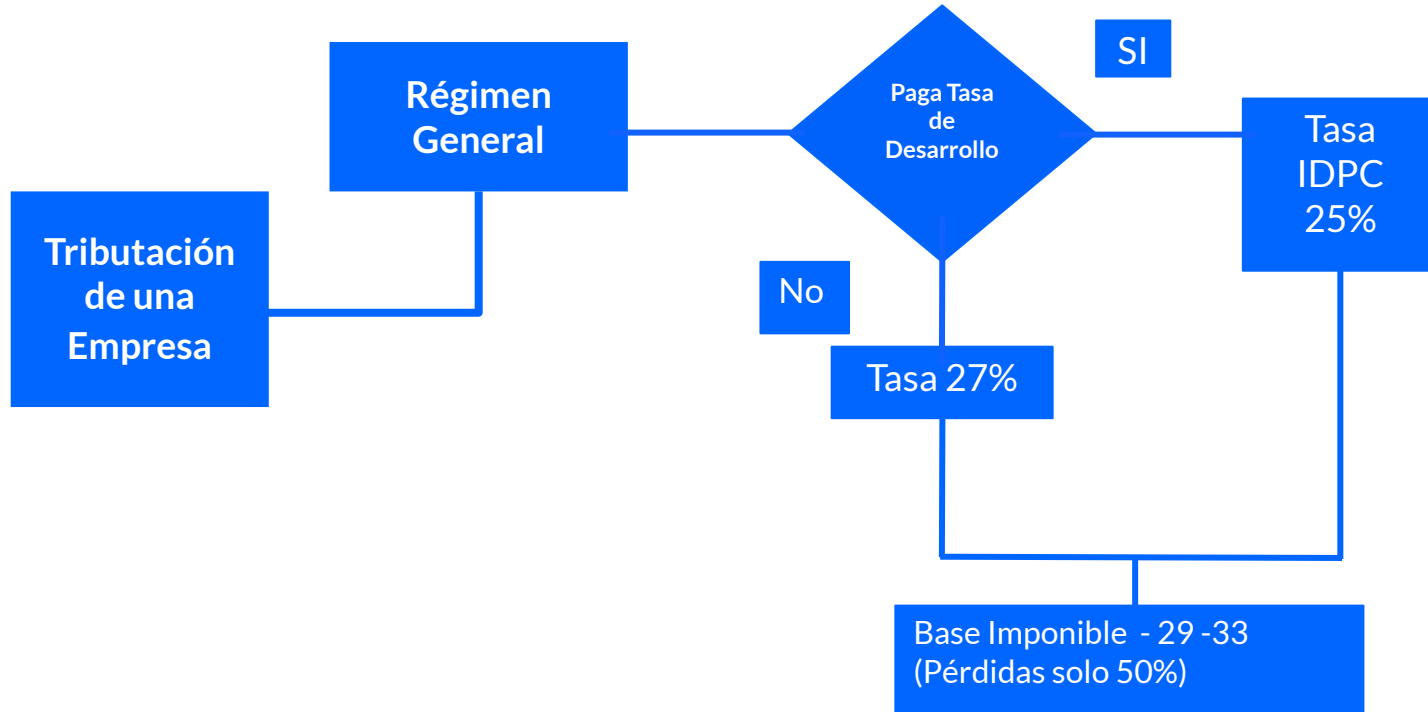 Tributación
de una
Empresa
Régimen
General
Paga Tasa
de
Desarrollo
SI
Tasa
IDPC
25%
No
Tasa 27%
Base Imponible - 29 -33
(Pérdidas solo 50%)